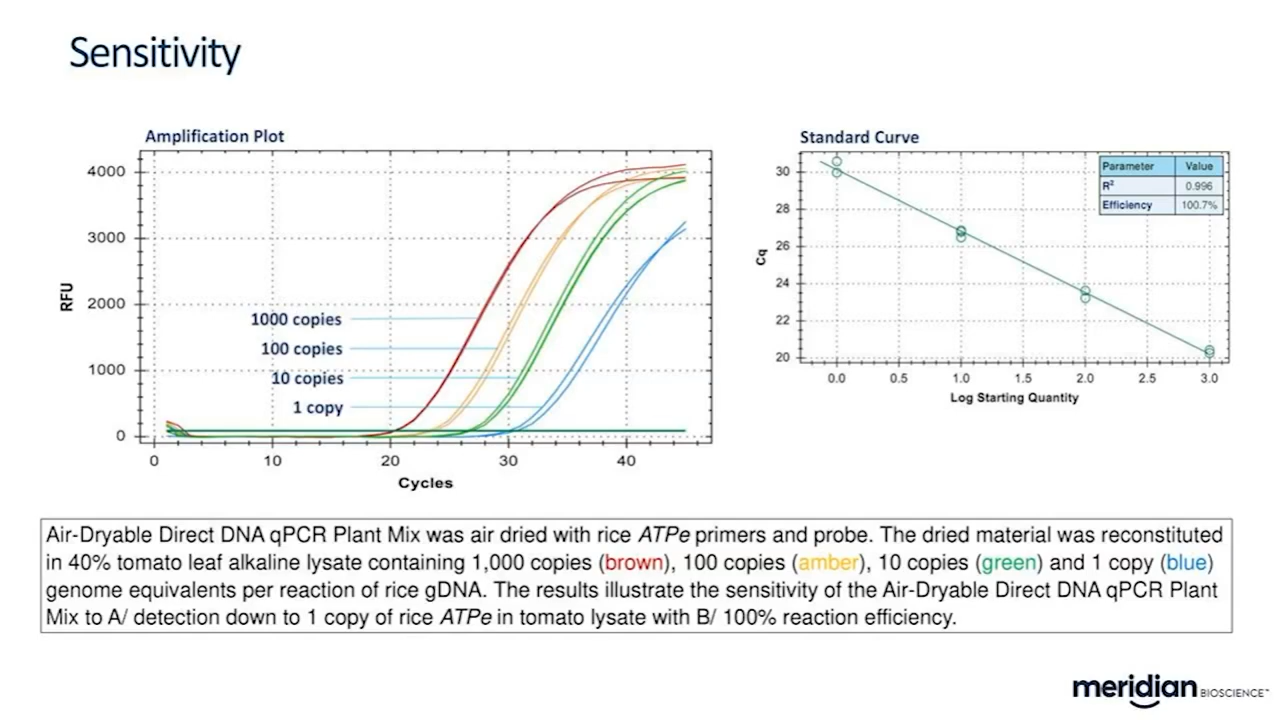 Sensitivity
Amplification Plot
4000
3000
2000
1000
0
RFU
1000 copies
100 copies
10 copies
1 copy
0 10 20 30 40
Cycles
Standard Curve
30
28
26
24
22
20
Cq
Parameter Value
R² 0.996
Efficiency 100.7%
0.0 0.5 1.0 1.5 2.0 2.5 3.0
Log Starting Quantity
Air-Dryable Direct DNA qPCR Plant Mix was air dried with rice ATPe primers and probe. The dried material was reconstituted
in 40% tomato leaf alkaline lysate containing 1,000 copies (brown), 100 copies (amber), 10 copies (green) and 1 copy (blue)
genome equivalents per reaction of rice gDNA. The results illustrate the sensitivity of the Air-Dryable Direct DNA qPCR Plant
Mix to A/ detection down to 1 copy of rice ATPe in tomato lysate with B/ 100% reaction efficiency.
meridian BIOSCIENCE™